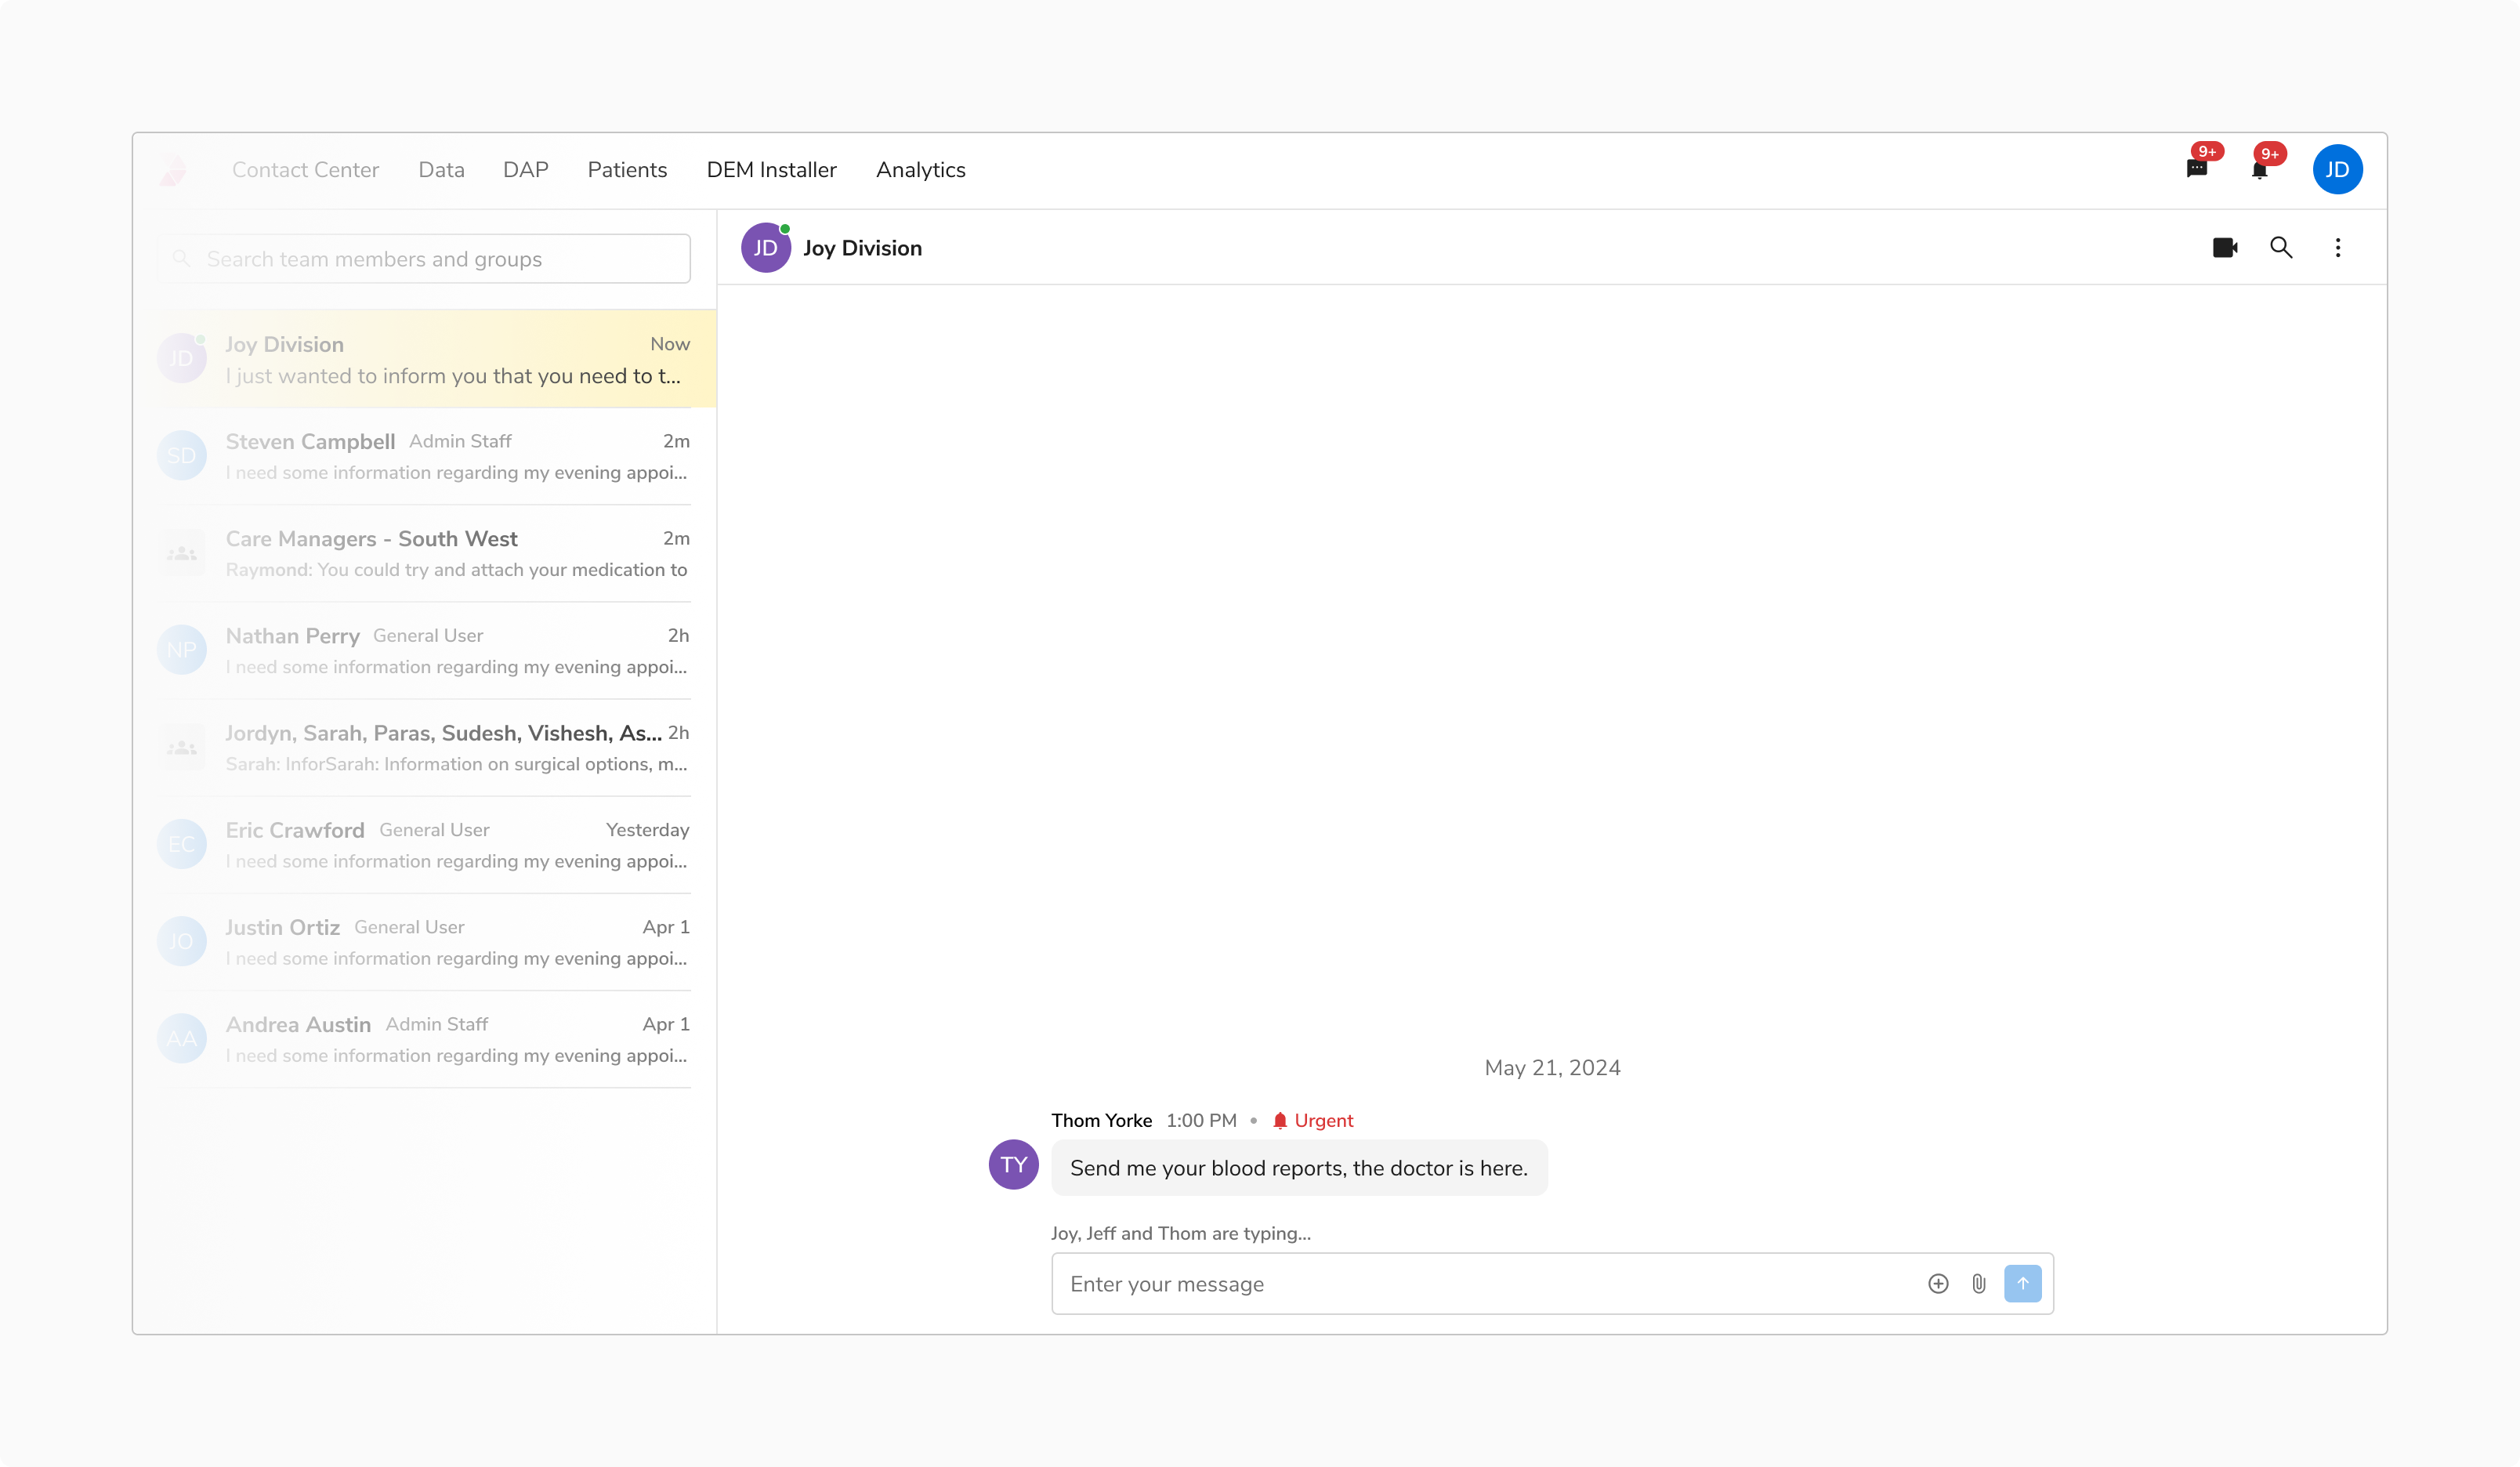 Contact Center Data DAP Patients DEM Installer Analytics 9+ 9+ JD
Search team members and groups
JD Joy Division Now
I just wanted to inform you that you need to t...
SD Steven Campbell Admin Staff 2m
I need some information regarding my evening appoi...
Care Managers - South West 2m
Raymond: You could try and attach your medication to
NP Nathan Perry General User 2h
I need some information regarding my evening appoi...
Jordyn, Sarah, Paras, Sudesh, Vishesh, As... 2h
Sarah: InforSarah: Information on surgical options, m...
EC Eric Crawford General User Yesterday
I need some information regarding my evening appoi...
JO Justin Ortiz General User Apr 1
I need some information regarding my evening appoi...
AA Andrea Austin Admin Staff Apr 1
I need some information regarding my evening appoi...
JD Joy Division
May 21, 2024
Thom Yorke 1:00 PM • Urgent
TY Send me your blood reports, the doctor is here.
Joy, Jeff and Thom are typing...
Enter your message